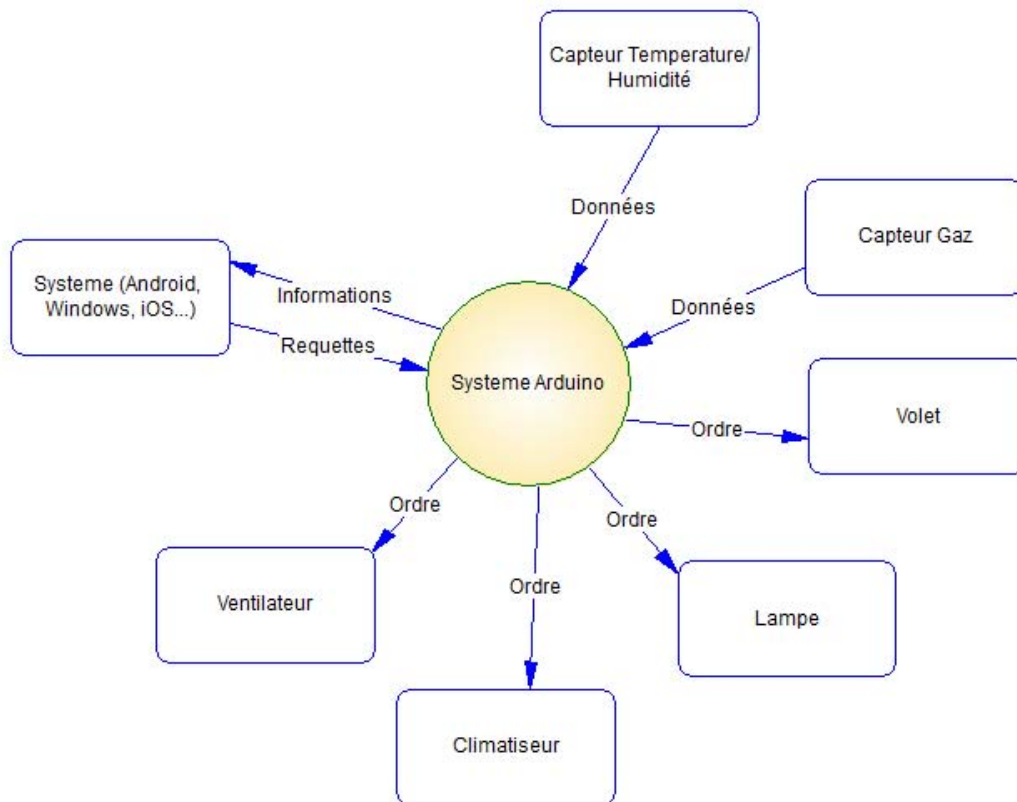 Capteur Temperature/
Humidité
Données
Capteur Gaz
Systeme (Android,
Windows, iOS...)
Informations
Données
Requettes
Systeme Arduino
Volet
Ordre
Ordre
Ordre
Ordre
Ventilateur
Lampe
Climatiseur